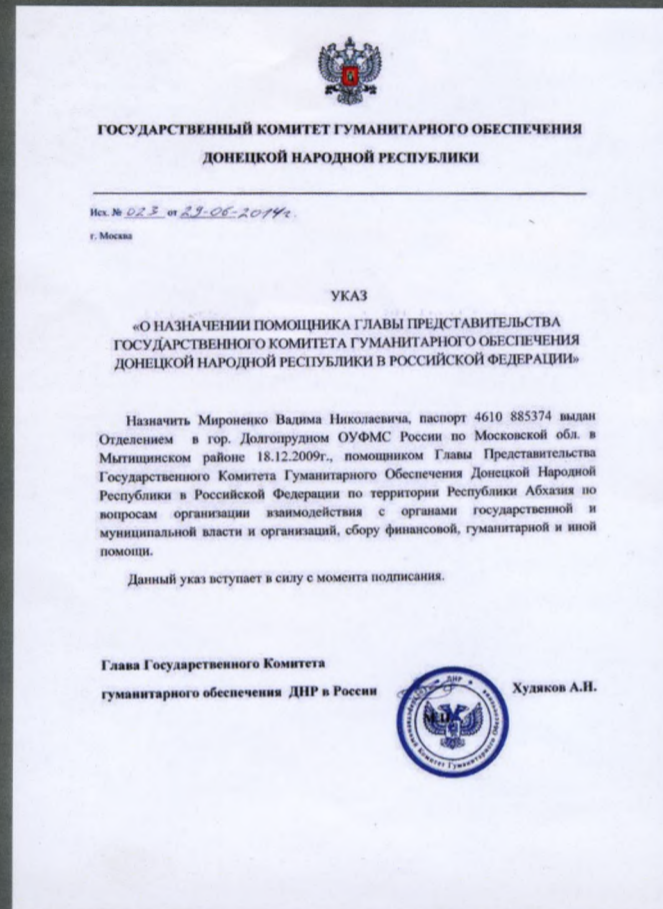 ГОСУДАРСТВЕННЫЙ КОМИТЕТ ГУМАНИТАРНОГО ОБЕСПЕЧЕНИЯ
ДОНЕЦКОЙ НАРОДНОЙ РЕСПУБЛИКИ
Исх. № 023 от 29-06-2014г.
г. Москва
УКАЗ
«О НАЗНАЧЕНИИ ПОМОЩНИКА ГЛАВЫ ПРЕДСТАВИТЕЛЬСТВА
ГОСУДАРСТВЕННОГО КОМИТЕТА ГУМАНИТАРНОГО ОБЕСПЕЧЕНИЯ
ДОНЕЦКОЙ НАРОДНОЙ РЕСПУБЛИКИ В РОССИЙСКОЙ ФЕДЕРАЦИИ»
Назначить Мироненко Вадима Николаевича, паспорт 4610 885374 выдан
Отделением в гор. Долгопрудном ОУФМС России по Московской обл. в
Мытищинском районе 18.12.2009г., помощником Главы Представительства
Государственного Комитета Гуманитарного Обеспечения Донецкой Народной
Республики в Российской Федерации по территории Республики Абхазия по
вопросам организации взаимодействия с органами государственной и
муниципальной власти и организаций, сбору финансовой, гуманитарной и иной
помощи.
Данный указ вступает в силу с момента подписания.
Глава Государственного Комитета
гуманитарного обеспечения ДНР в России
Худяков А.И.
ДНР
Комитет Гуманитарного